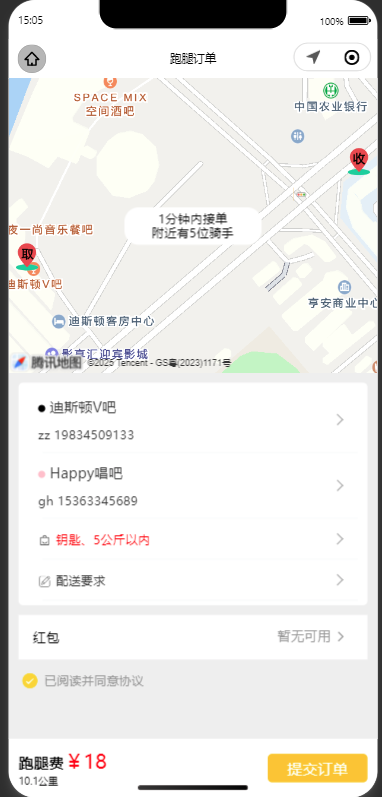 15:05
100%
跑腿订单
SPACE MIX
空间酒吧
中国农业银行
收
1分钟内接单
附近有5位骑手
夜一尚音乐餐吧
取
迪斯顿V吧
亨安商业中心
迪斯顿客房中心
影享汇迎宾影城
腾讯地图 ©2025 Tencent - GS粤(2023)1171号
迪斯顿V吧
zz 19834509133
Happy唱吧
gh 15363345689
钥匙、5公斤以内
配送要求
红包 暂无可用
已阅读并同意协议
跑腿费￥18
10.1公里
提交订单